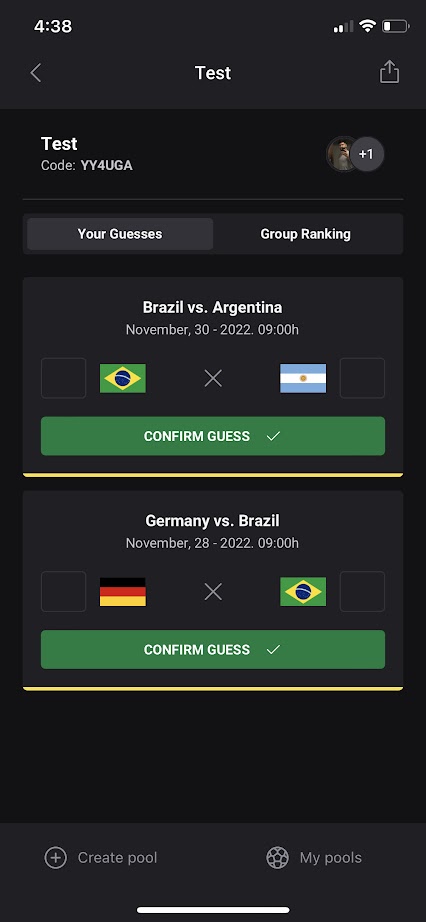 4:38
Test
Test
Code: YY4UGA
+1
Your Guesses
Group Ranking
Brazil vs. Argentina
November, 30 - 2022. 09:00h
CONFIRM GUESS
Germany vs. Brazil
November, 28 - 2022. 09:00h
CONFIRM GUESS
Create pool
My pools